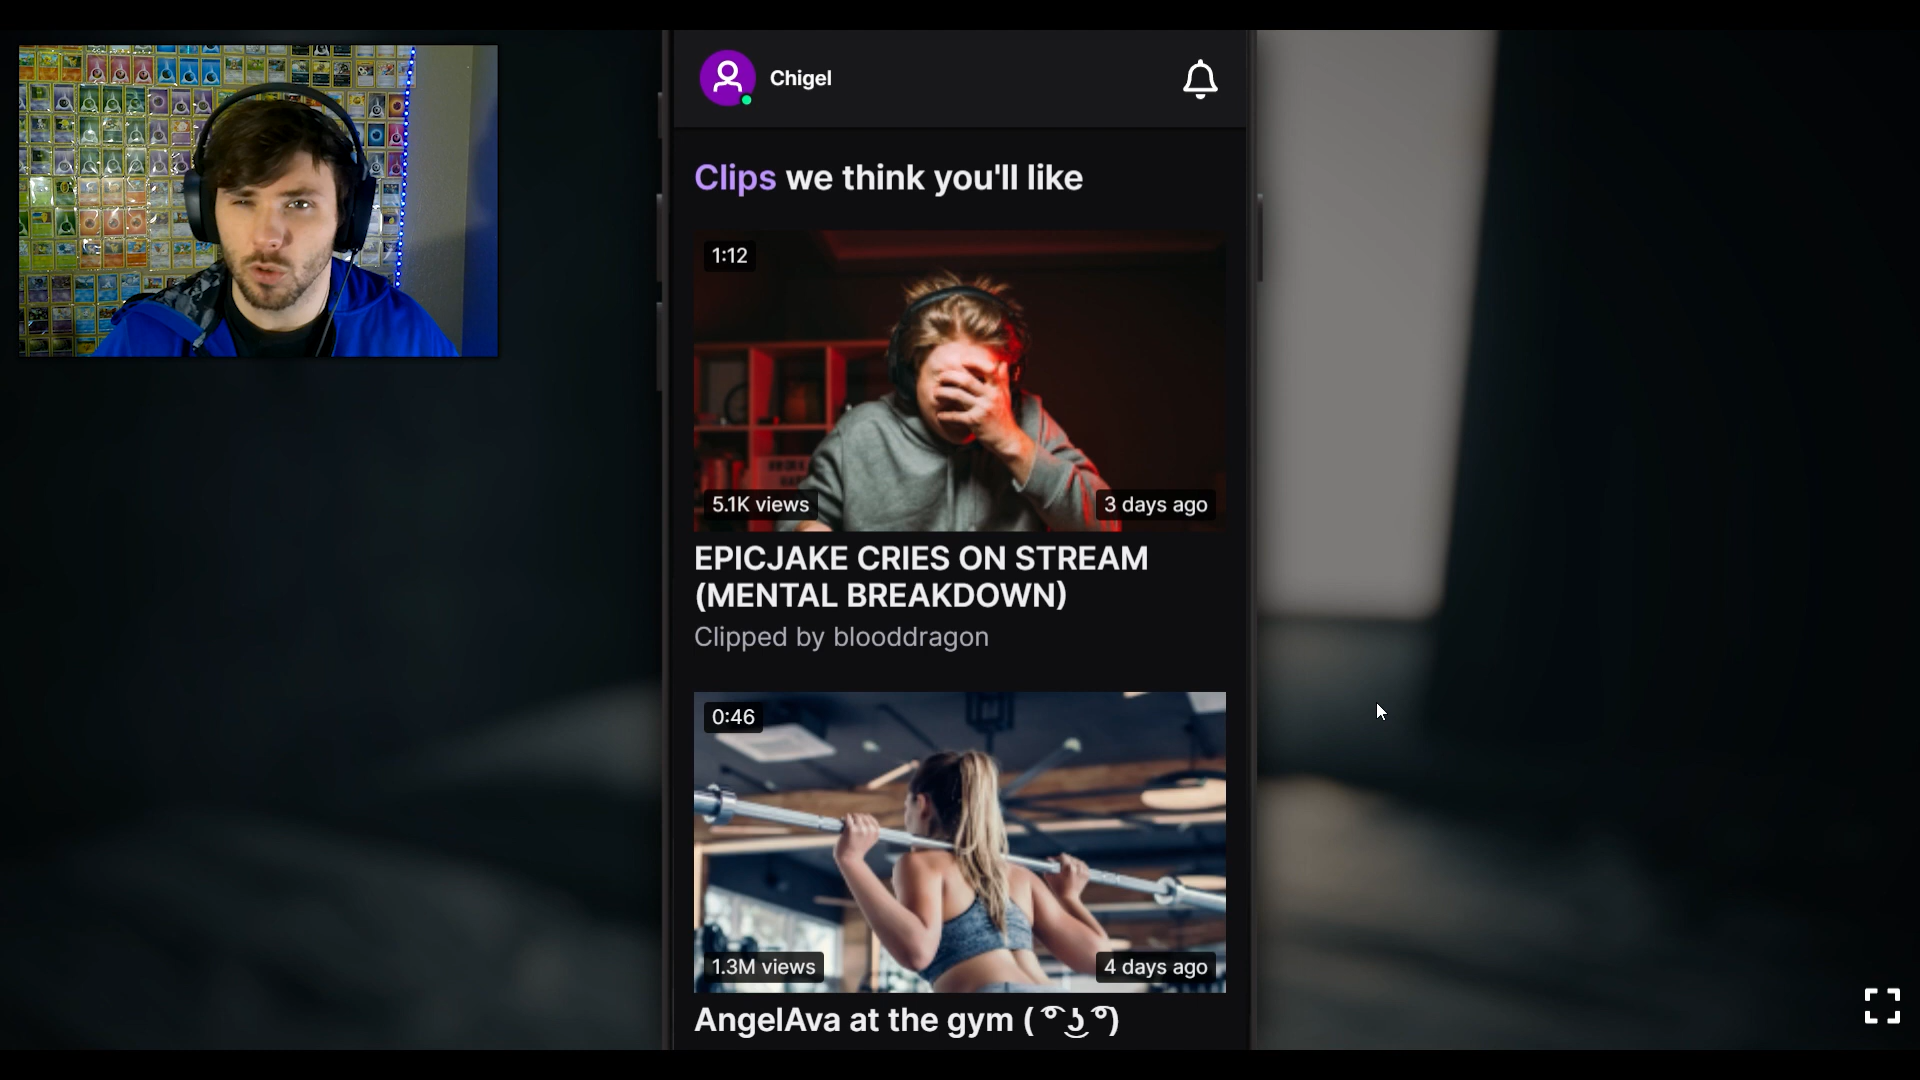 Chigel
Clips we think you'll like
1:12
5.1K views
3 days ago
EPICJAKE CRIES ON STREAM
(MENTAL BREAKDOWN)
Clipped by blooddragon
0:46
1.3M views
4 days ago
AngelAva at the gym ( ͡° ͜ʖ ͡°)